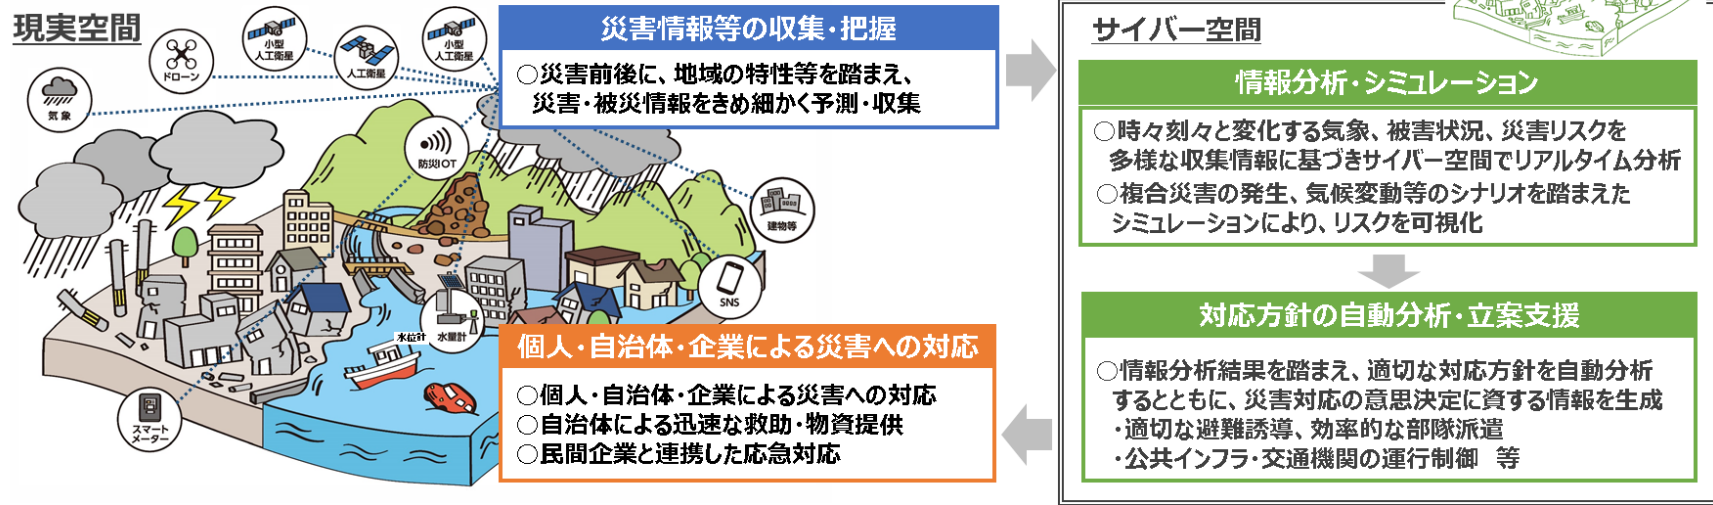 現実空間
小型
人工衛星
ドローン
人工衛星
小型
人工衛星
気象
防災IOT
建物等
SNS
水位計
水量計
スマート
メーター
災害情報等の収集・把握
○災害前後に、地域の特性等を踏まえ、
災害・被災情報をきめ細かく予測・収集
個人・自治体・企業による災害への対応
○個人・自治体・企業による災害への対応
○自治体による迅速な救助・物資提供
○民間企業と連携した応急対応
サイバー空間
情報分析・シミュレーション
○時々刻々と変化する気象、被害状況、災害リスクを
多様な収集情報に基づきサイバー空間でリアルタイム分析
○複合災害の発生、気候変動等のシナリオを踏まえた
シミュレーションにより、リスクを可視化
対応方針の自動分析・立案支援
○情報分析結果を踏まえ、適切な対応方針を自動分析
するとともに、災害対応の意思決定に資する情報を生成
・適切な避難誘導、効率的な部隊派遣
・公共インフラ・交通機関の運行制御　等